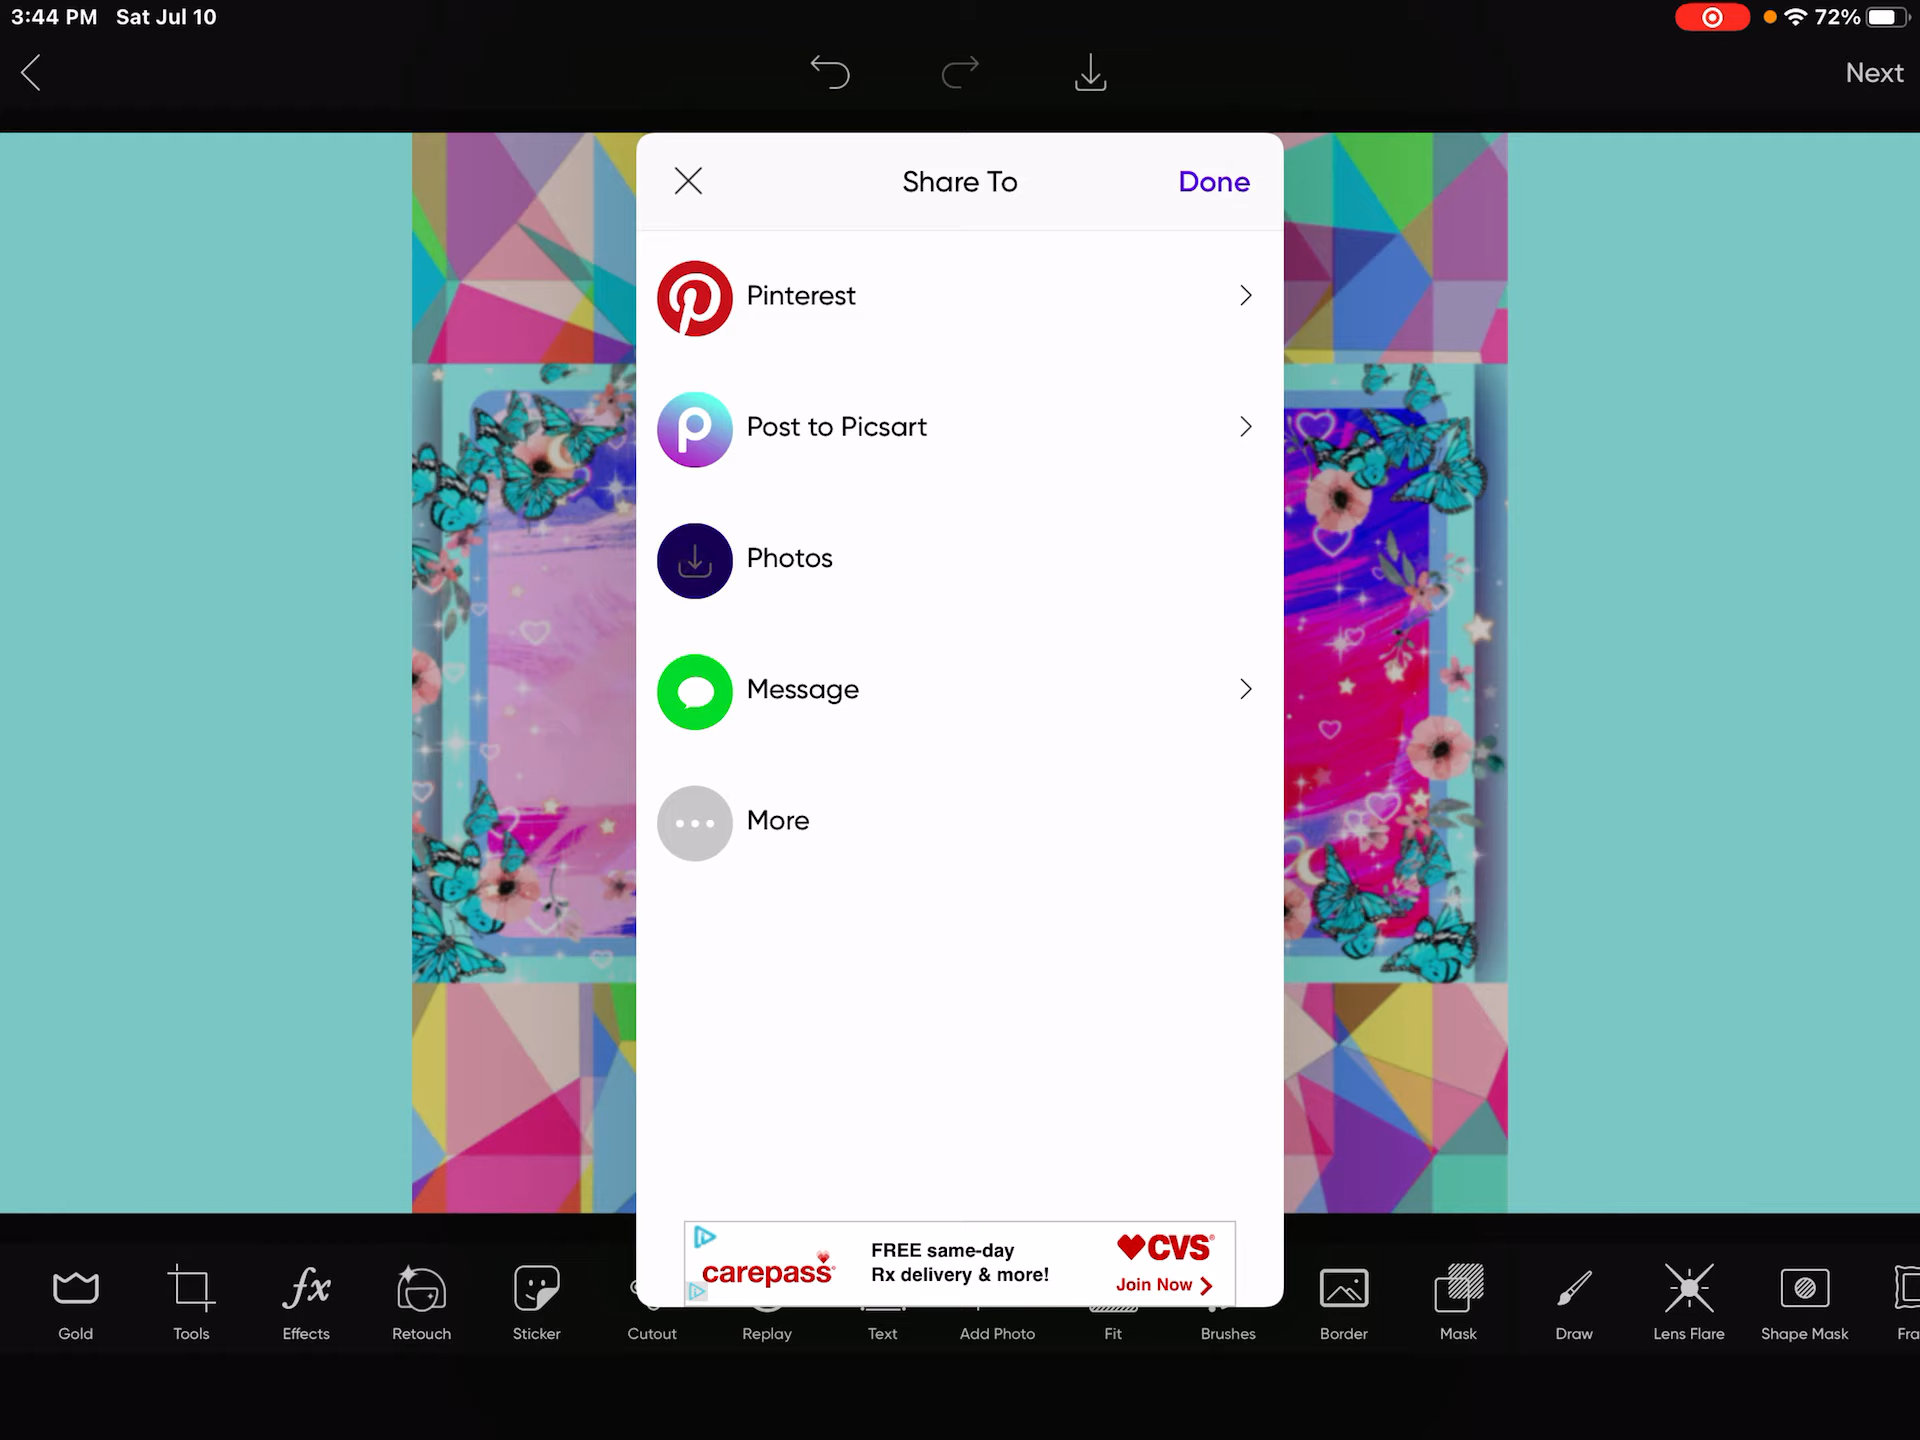 3:44 PM Sat Jul 10
72%
Next
Share To
Done
Pinterest
Post to Picsart
Photos
Message
More
carepass
FREE same-day
Rx delivery & more!
CVS
Join Now
Gold
Tools
Effects
Retouch
Sticker
Cutout
Replay
Text
Add Photo
Fit
Brushes
Border
Mask
Draw
Lens Flare
Shape Mask
Fra